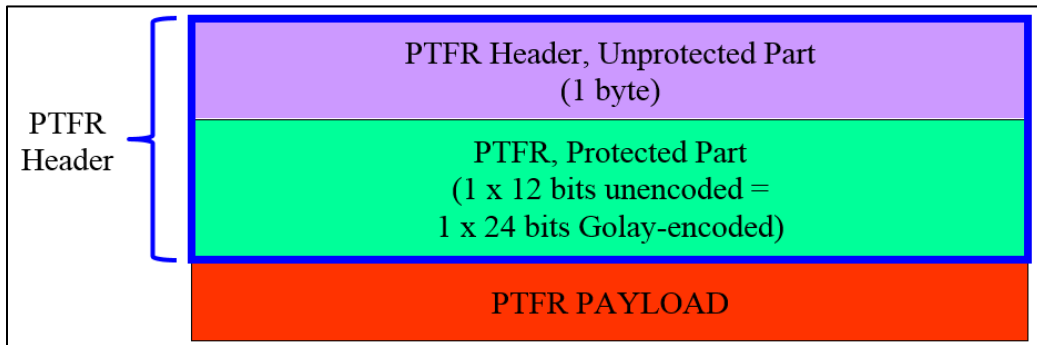 PTFR Header, Unprotected Part
(1 byte)
PTFR
Header
PTFR, Protected Part
(1 x 12 bits unencoded =
1 x 24 bits Golay-encoded)
PTFR PAYLOAD